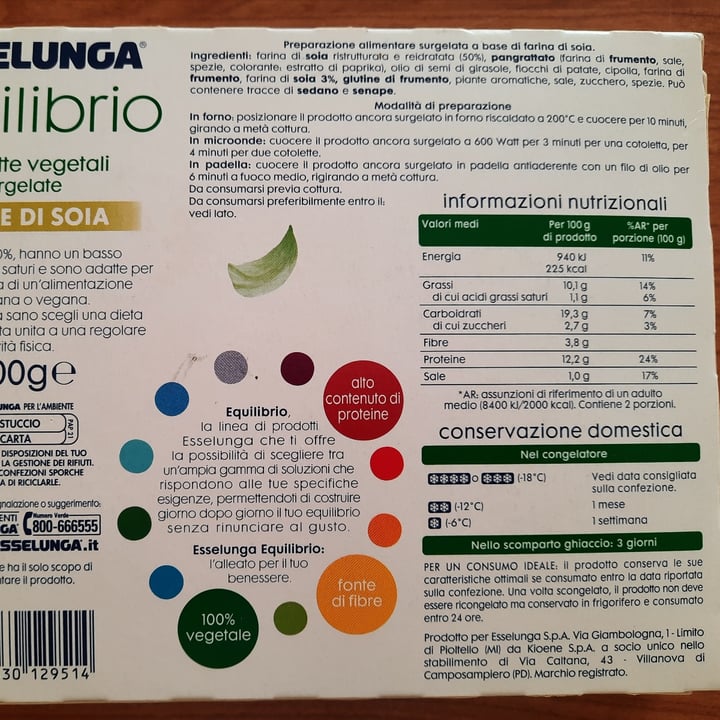 ELUNGA®
ilibrio
tte vegetali
rgelate
E DI SOIA
0%, hanno un basso
saturi e sono adatte per
a di un'alimentazione
ana o vegana.
a sano scegli una dieta
ta unita a una regolare
ità fisica.
00g e
UNGA PER L'AMBIENTE
STUCCIO
CARTA
PAP 21
DISPOSIZIONI DEL TUO
LA GESTIONE DEI RIFIUTI.
CONFEZIONI SPORCHE
A DI RICICLARLE.
gnalazione o suggerimento:
ENTI
GA
Numero Verde
800-666555
SSELUNGA.it
e ha il solo scopo di
tare il prodotto.
30 129514
Preparazione alimentare surgelata a base di farina di soia.
Ingredienti: farina di soia ristrutturata e reidratata (50%), pangrattato (farina di frumento, sale,
spezie, colorante: estratto di paprika), olio di semi di girasole, fiocchi di patate, cipolla, farina di
frumento, farina di soia 3%, glutine di frumento, piante aromatiche, sale, zucchero, spezie. Può
contenere tracce di sedano e senape.
Modalità di preparazione
In forno: posizionare il prodotto ancora surgelato in forno riscaldato a 200°C e cuocere per 10 minuti,
girando a metà cottura.
In microonde: cuocere il prodotto ancora surgelato a 600 Watt per 3 minuti per una cotoletta, per
4 minuti per due cotolette.
In padella: cuocere il prodotto ancora surgelato in padella antiaderente con un filo di olio per
6 minuti a fuoco medio, rigirando a metà cottura.
Da consumarsi previa cottura.
Da consumarsi preferibilmente entro il:
vedi lato.
Equilibrio,
la linea di prodotti
Esselunga che ti offre
la possibilità di scegliere tra
un'ampia gamma di soluzioni che
rispondono alle tue specifiche
esigenze, permettendoti di costruire
giorno dopo giorno il tuo equilibrio
senza rinunciare al gusto.
Esselunga Equilibrio:
l'alleato per il tuo
benessere.
alto
contenuto di
proteine
fonte
di fibre
100%
vegetale
informazioni nutrizionali
Valori medi Per 100 g %AR* per
di prodotto porzione (100 g)
Energia 940 kJ 11%
225 kcal
Grassi 10,1 g 14%
di cui acidi grassi saturi 1,1 g 6%
Carboidrati 19,3 g 7%
di cui zuccheri 2,7 g 3%
Fibre 3,8 g
Proteine 12,2 g 24%
Sale 1,0 g 17%
*AR: assunzioni di riferimento di un adulto
medio (8400 kJ/2000 kcal). Contiene 2 porzioni.
conservazione domestica
Nel congelatore
o (-18°C) Vedi data consigliata
sulla confezione.
(-12°C) 1 mese
(-6°C) 1 settimana
Nello scomparto ghiaccio: 3 giorni
PER UN CONSUMO IDEALE: il prodotto conserva le sue
caratteristiche ottimali se consumato entro la data riportata
sulla confezione. Una volta scongelato, il prodotto non deve
essere ricongelato ma conservato in frigorifero e consumato
entro 24 ore.
Prodotto per Esselunga S.p.A. Via Giambologna, 1 - Limito
di Pioltello (MI) da Kioene S.p.A. a socio unico nello
stabilimento di Via Caltana, 43 - Villanova di
Camposampiero (PD). Marchio registrato.